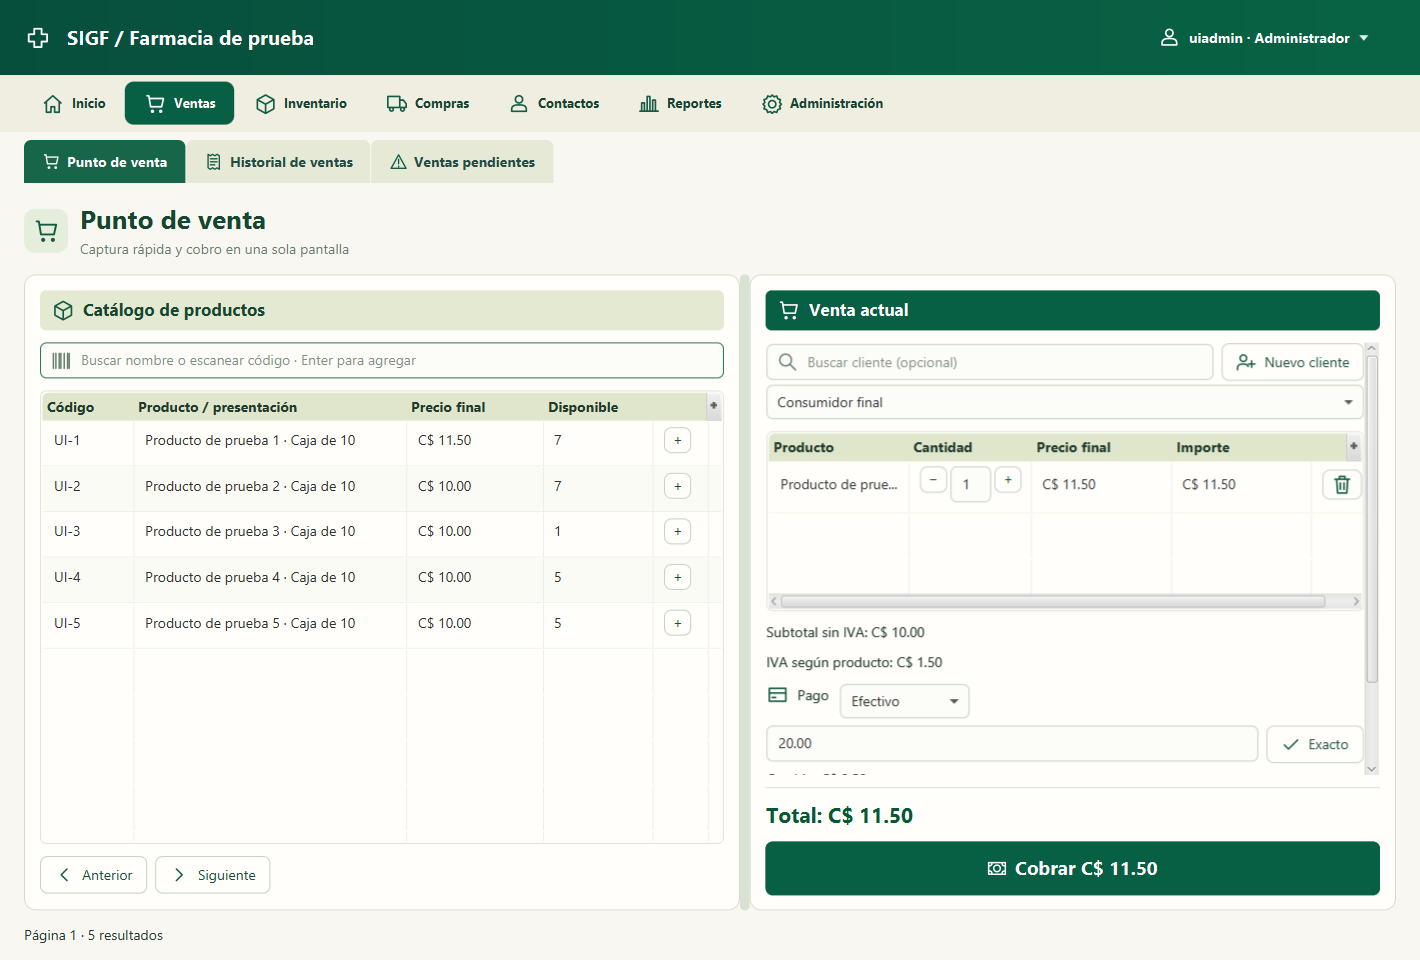 SIGF / Farmacia de prueba
uiadmin · Administrador
Inicio
Ventas
Inventario
Compras
Contactos
Reportes
Administración
Punto de venta
Historial de ventas
Ventas pendientes
Punto de venta
Captura rápida y cobro en una sola pantalla
Catálogo de productos
Buscar nombre o escanear código · Enter para agregar
Código Producto / presentación Precio final Disponible +
UI-1 Producto de prueba 1 · Caja de 10 C$ 11.50 7 +
UI-2 Producto de prueba 2 · Caja de 10 C$ 10.00 7 +
UI-3 Producto de prueba 3 · Caja de 10 C$ 10.00 1 +
UI-4 Producto de prueba 4 · Caja de 10 C$ 10.00 5 +
UI-5 Producto de prueba 5 · Caja de 10 C$ 10.00 5 +
Anterior
Siguiente
Página 1 · 5 resultados
Venta actual
Buscar cliente (opcional)
Nuevo cliente
Consumidor final
Producto Cantidad Precio final Importe +
Producto de prue... − 1 + C$ 11.50 C$ 11.50
Subtotal sin IVA: C$ 10.00
IVA según producto: C$ 1.50
Pago
Efectivo
20.00
Exacto
Total: C$ 11.50
Cobrar C$ 11.50